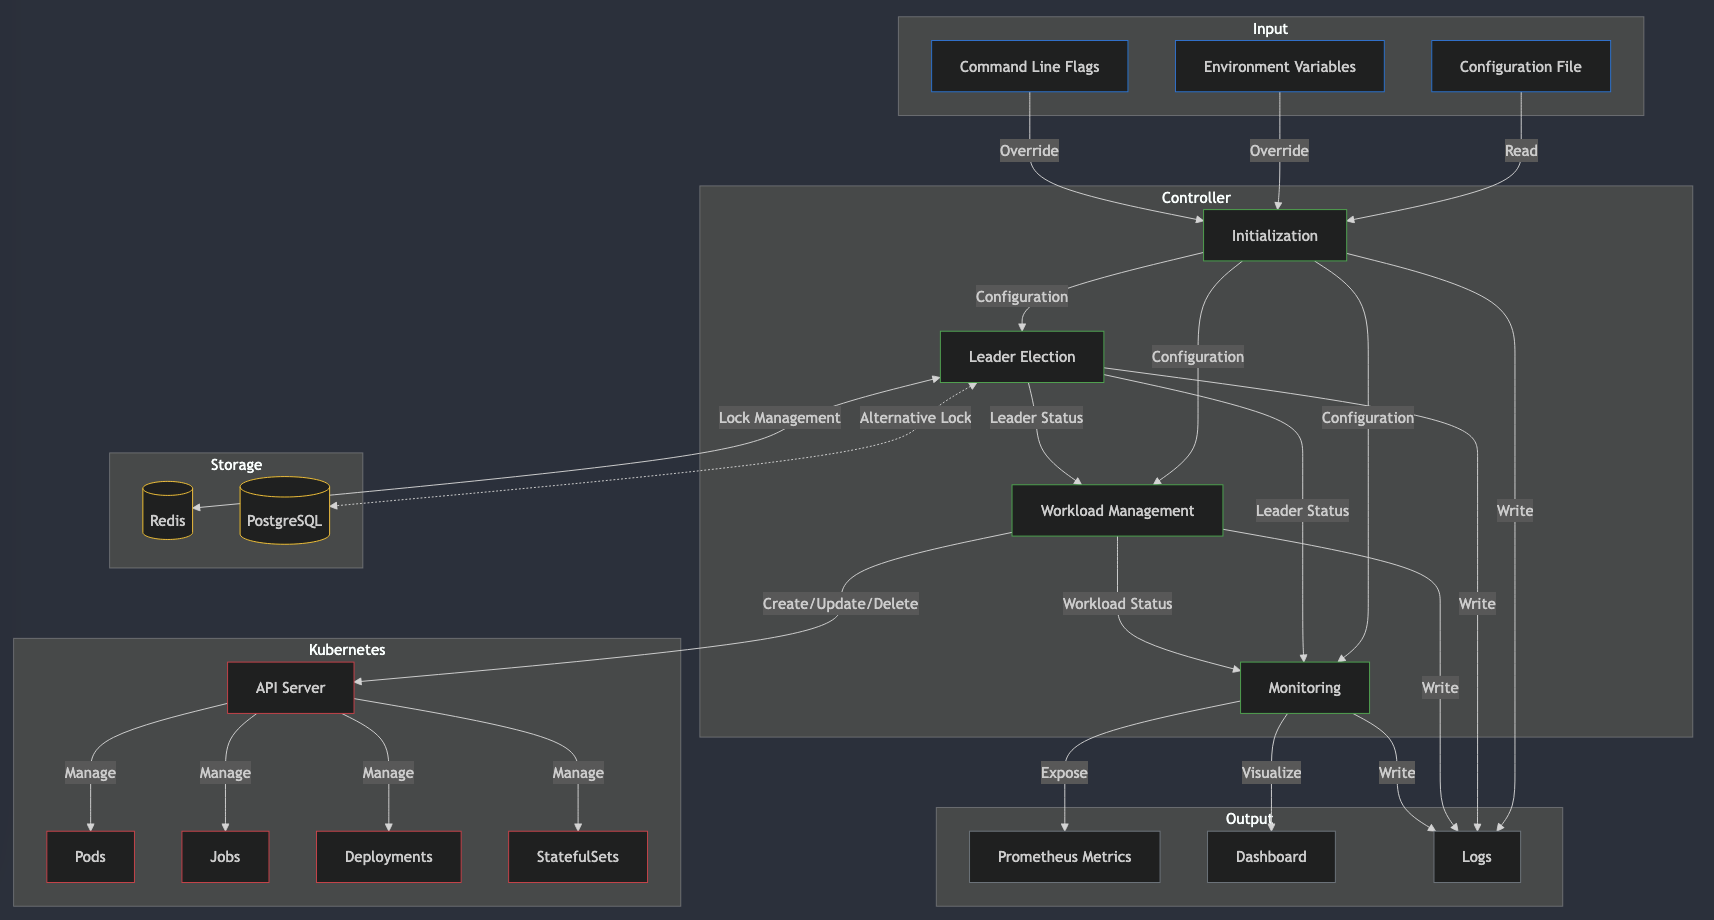 Input
Command Line Flags
Environment Variables
Configuration File
Override
Override
Read
Controller
Initialization
Configuration
Leader Election
Configuration
Lock Management
Alternative Lock
Leader Status
Configuration
Storage
Redis
PostgreSQL
Workload Management
Leader Status
Write
Create/Update/Delete
Workload Status
Write
Kubernetes
API Server
Monitoring
Write
Manage
Manage
Manage
Manage
Expose
Visualize
Write
Output
Pods
Jobs
Deployments
StatefulSets
Prometheus Metrics
Dashboard
Logs